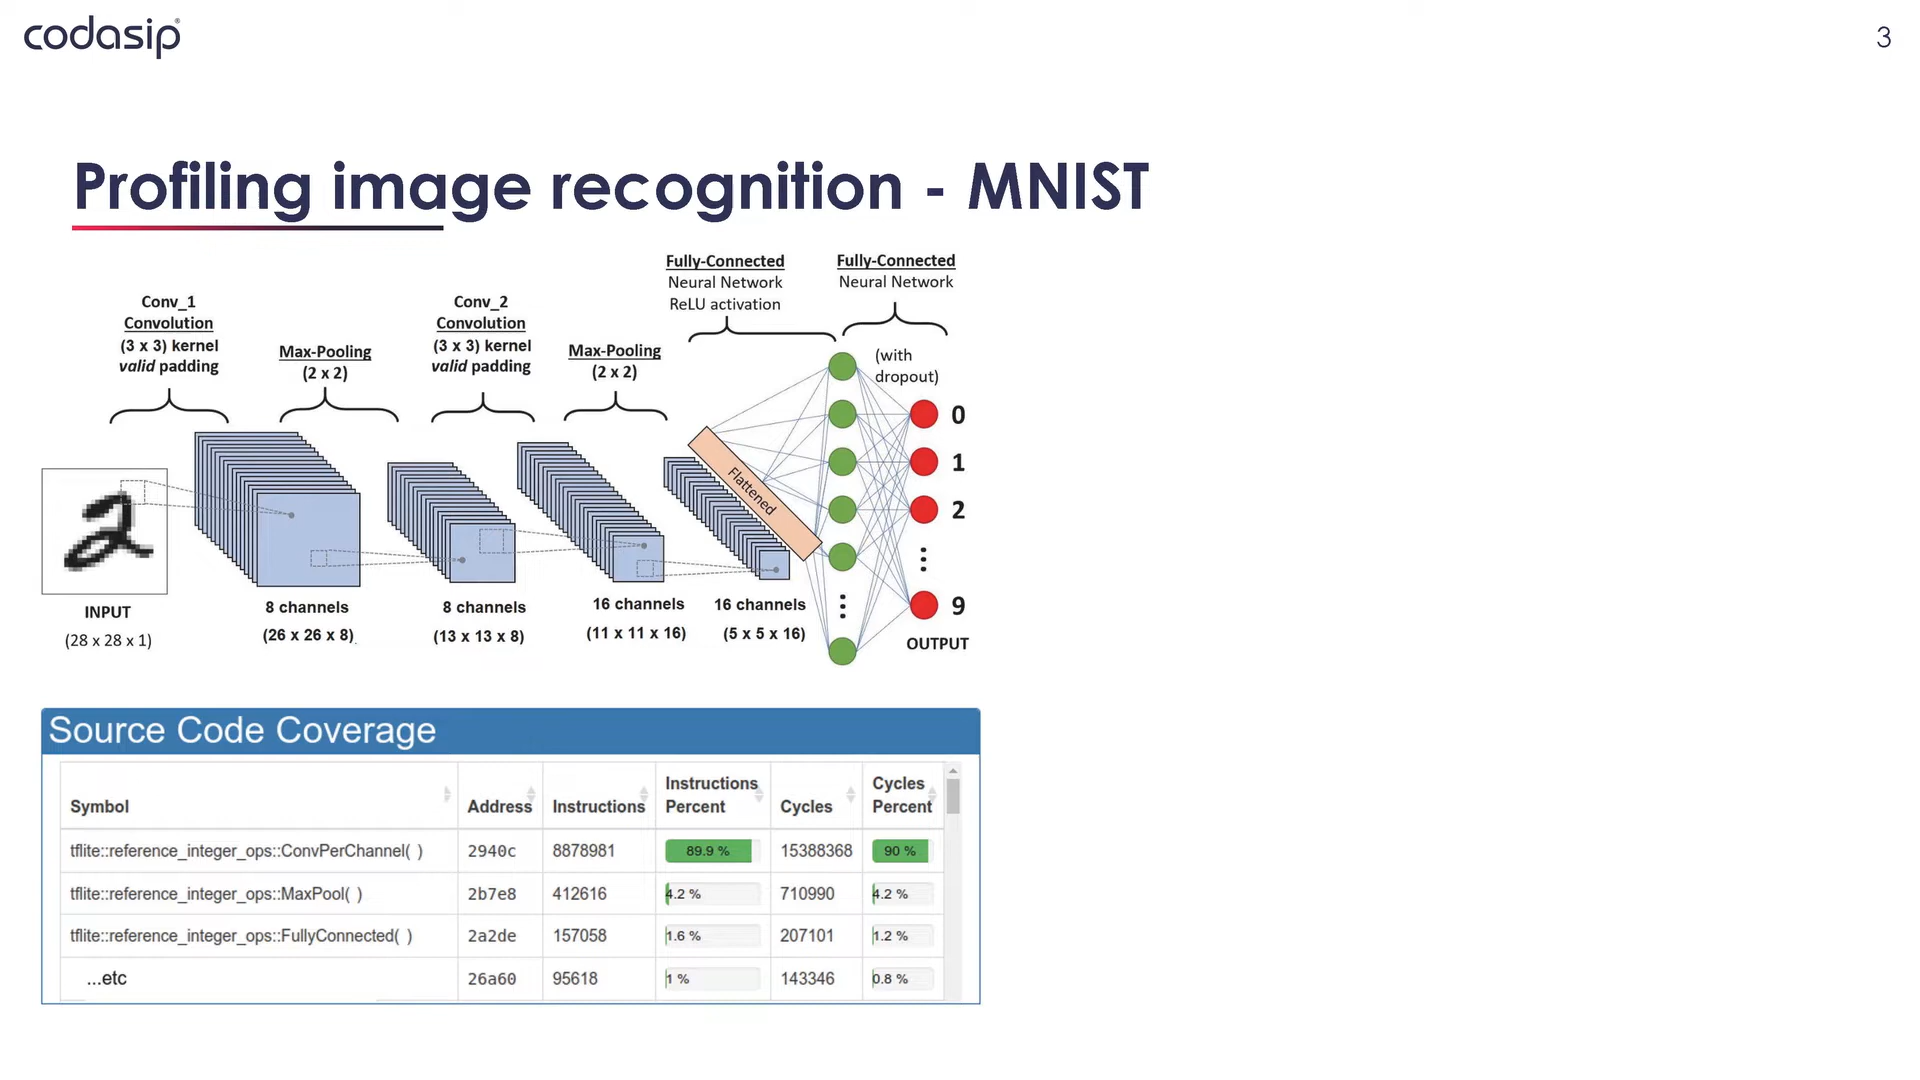 codasip
3
Profiling image recognition - MNIST
Conv_1
Convolution
(3 x 3) kernel
valid padding
Max-Pooling
(2 x 2)
Conv_2
Convolution
(3 x 3) kernel
valid padding
Max-Pooling
(2 x 2)
Fully-Connected
Neural Network
ReLU activation
Fully-Connected
Neural Network
(with
dropout)
Flattened
0
1
2
9
OUTPUT
INPUT
(28 x 28 x 1)
8 channels
(26 x 26 x 8)
8 channels
(13 x 13 x 8)
16 channels
(11 x 11 x 16)
16 channels
(5 x 5 x 16)
Source Code Coverage
Symbol Address Instructions Instructions Percent Cycles Cycles Percent
tflite::reference_integer_ops::ConvPerChannel( ) 2940c 8878981 89.9 % 15388368 90 %
tflite::reference_integer_ops::MaxPool( ) 2b7e8 412616 4.2 % 710990 4.2 %
tflite::reference_integer_ops::FullyConnected( ) 2a2de 157058 1.6 % 207101 1.2 %
...etc 26a60 95618 1 % 143346 0.8 %